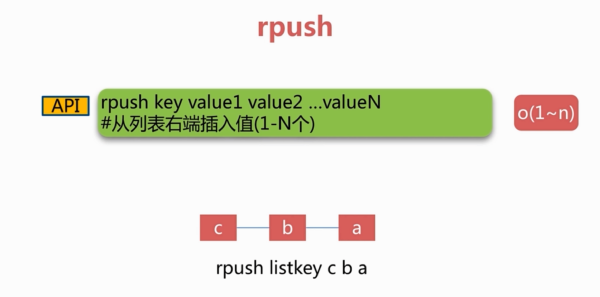 rpush
API
rpush key value1 value2 ...valueN
#从列表右端插入值(1-N个)
o(1~n)
c b a
rpush listkey c b a